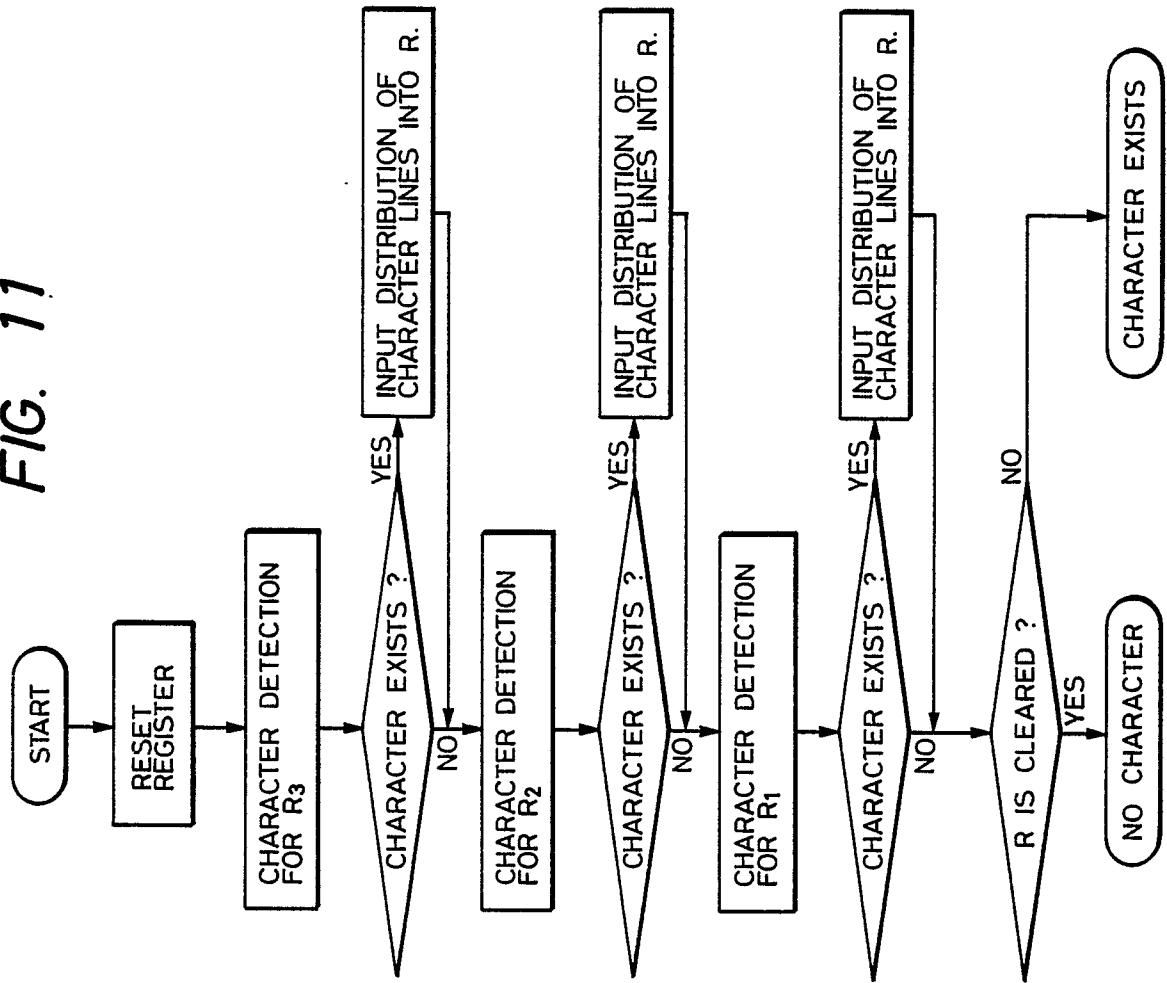 FIG. 11
START
RESET
REGISTER
CHARACTER DETECTION
FOR R3
CHARACTER EXISTS ?
YES
INPUT DISTRIBUTION OF
CHARACTER LINES INTO R.
NO
CHARACTER DETECTION
FOR R2
CHARACTER EXISTS ?
YES
INPUT DISTRIBUTION OF
CHARACTER LINES INTO R.
NO
CHARACTER DETECTION
FOR R1
CHARACTER EXISTS ?
YES
INPUT DISTRIBUTION OF
CHARACTER LINES INTO R.
NO
R IS CLEARED ?
NO
YES
NO CHARACTER
CHARACTER EXISTS